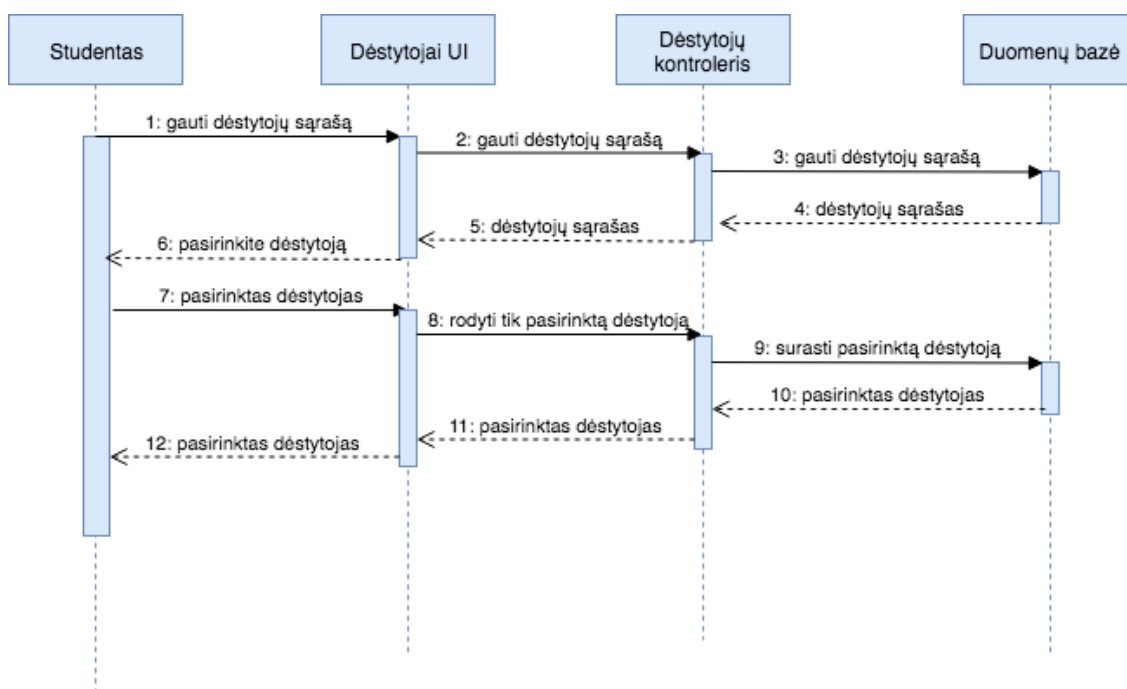 Studentas
Dėstytojai UI
Dėstytojų
kontroleris
Duomenų bazė
1: gauti dėstytojų sąrašą
2: gauti dėstytojų sąrašą
3: gauti dėstytojų sąrašą
4: dėstytojų sąrašas
5: dėstytojų sąrašas
6: pasirinkite dėstytoją
7: pasirinktas dėstytojas
8: rodyti tik pasirinktą dėstytoją
9: surasti pasirinktą dėstytoją
10: pasirinktas dėstytojas
11: pasirinktas dėstytojas
12: pasirinktas dėstytojas